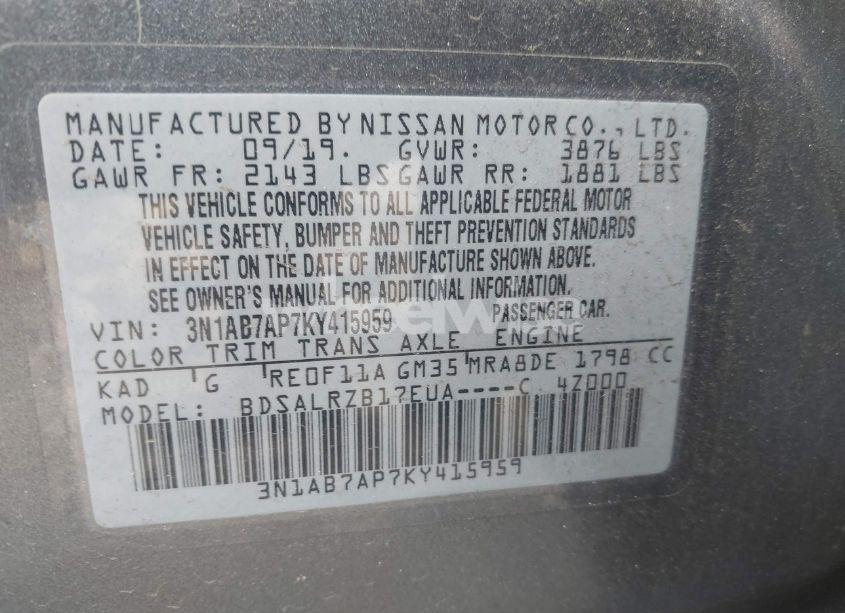 MANUFACTURED BY NISSAN MOTOR CO., LTD.
DATE: 09/19. GVWR: 3876 LBS
GAWR FR: 2143 LBS GAWR RR: 1881 LBS
THIS VEHICLE CONFORMS TO ALL APPLICABLE FEDERAL MOTOR
VEHICLE SAFETY, BUMPER AND THEFT PREVENTION STANDARDS
IN EFFECT ON THE DATE OF MANUFACTURE SHOWN ABOVE.
SEE OWNER'S MANUAL FOR ADDITIONAL INFORMATION.
VIN: 3N1AB7AP7KY415959 PASSENGER CAR.
COLOR TRIM TRANS AXLE ENGINE
KAD G RE0F11A GM35 MRA8DE 1798 CC
MODEL: BDSALRZB17EUA----C 4Z000
3N1AB7AP7KY415959